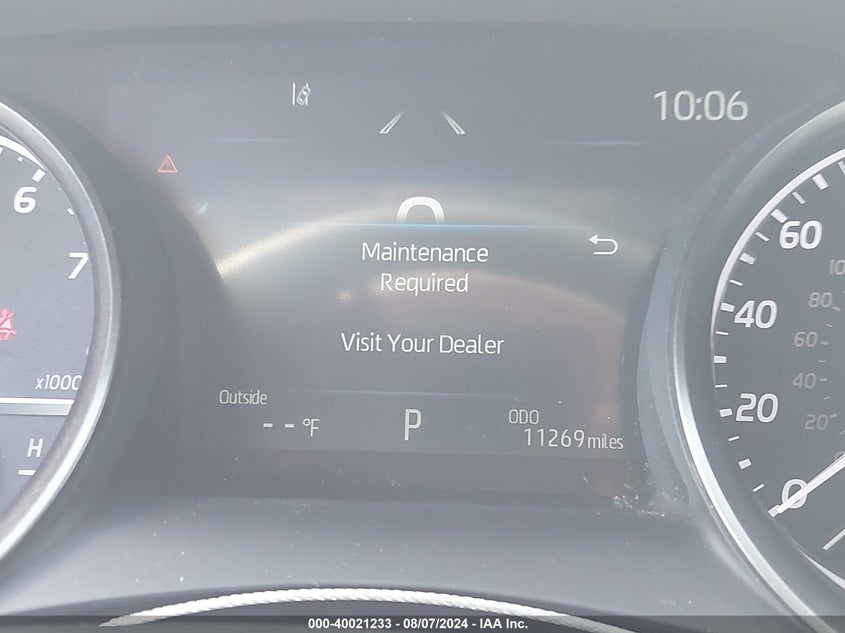 10:06
6
7
x1000
H
Maintenance
Required
Visit Your Dealer
Outside
-- °F
P
ODO
11269 miles
60
40
20
0
80
60
40
20
000-40021233 - 08/07/2024 - IAA Inc.